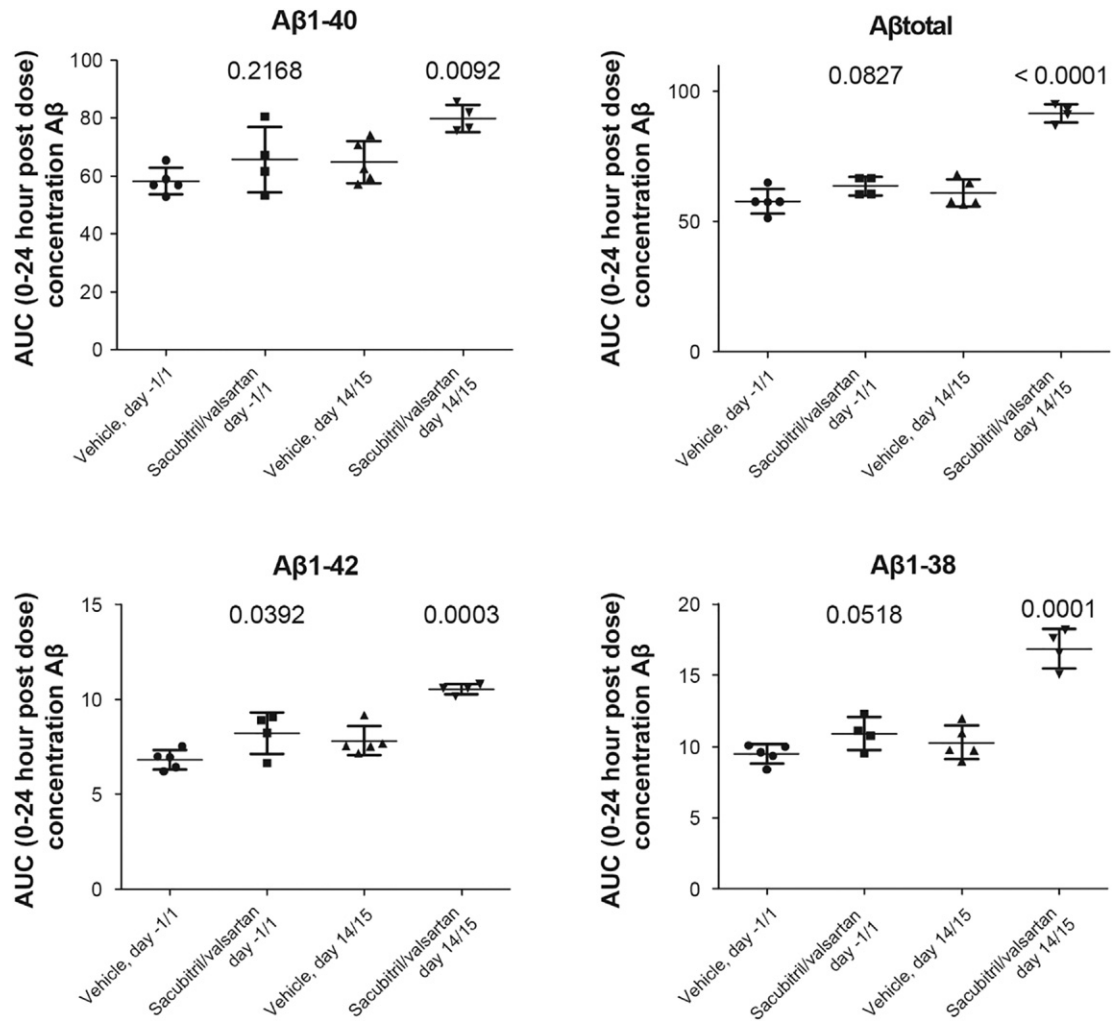 Aβ1-40
AUC (0-24 hour post dose)
concentration Aβ
100
80
60
40
20
0
0.2168
0.0092
Vehicle, day -1/1
Sacubitril/valsartan
day -1/1
Vehicle, day 14/15
Sacubitril/valsartan
day 14/15
Aβtotal
AUC (0-24 hour post dose)
concentration Aβ
100
50
0
0.0827
< 0.0001
Vehicle, day -1/1
Sacubitril/valsartan
day -1/1
Vehicle, day 14/15
Sacubitril/valsartan
day 14/15
Aβ1-42
AUC (0-24 hour post dose)
concentration Aβ
15
10
5
0
0.0392
0.0003
Vehicle, day -1/1
Sacubitril/valsartan
day -1/1
Vehicle, day 14/15
Sacubitril/valsartan
day 14/15
Aβ1-38
AUC (0-24 hour post dose)
concentration Aβ
20
15
10
5
0
0.0518
0.0001
Vehicle, day -1/1
Sacubitril/valsartan
day -1/1
Vehicle, day 14/15
Sacubitril/valsartan
day 14/15